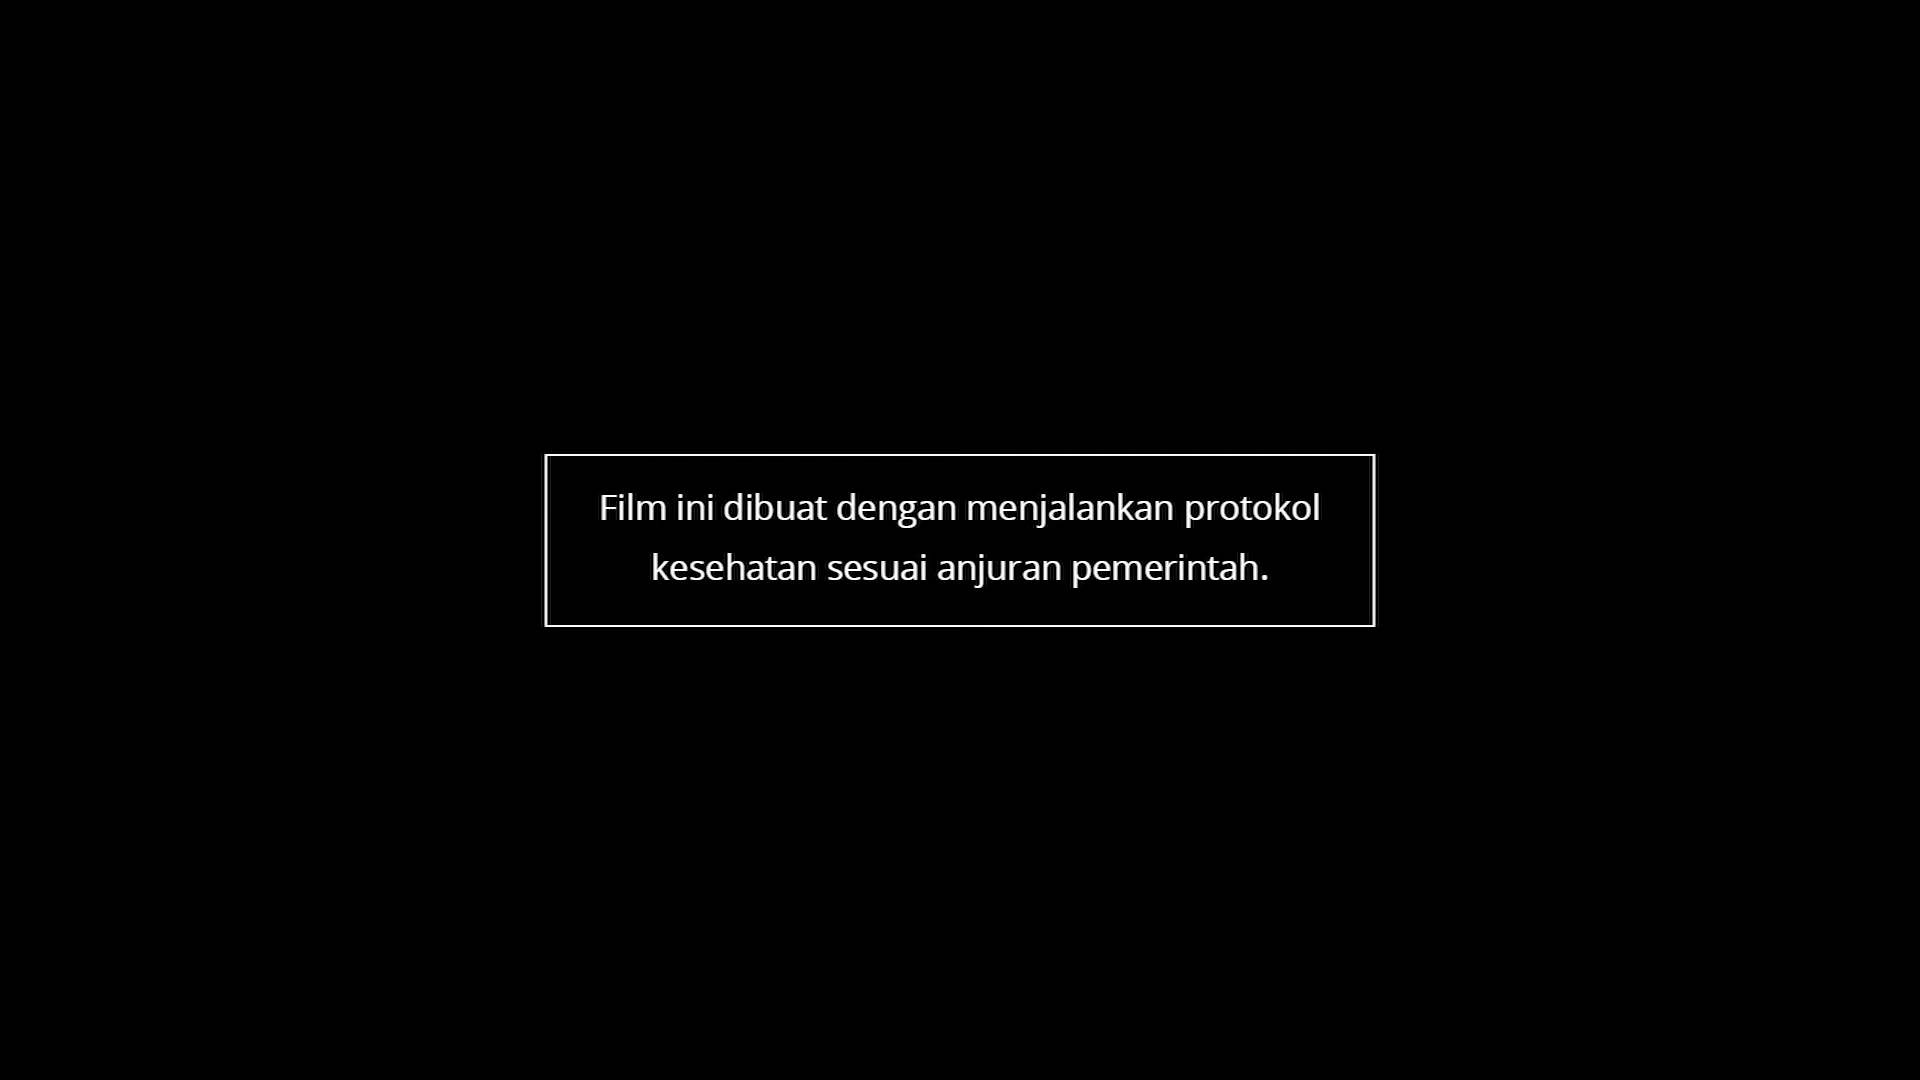 Film ini dibuat dengan menjalankan protokol
kesehatan sesuai anjuran pemerintah.